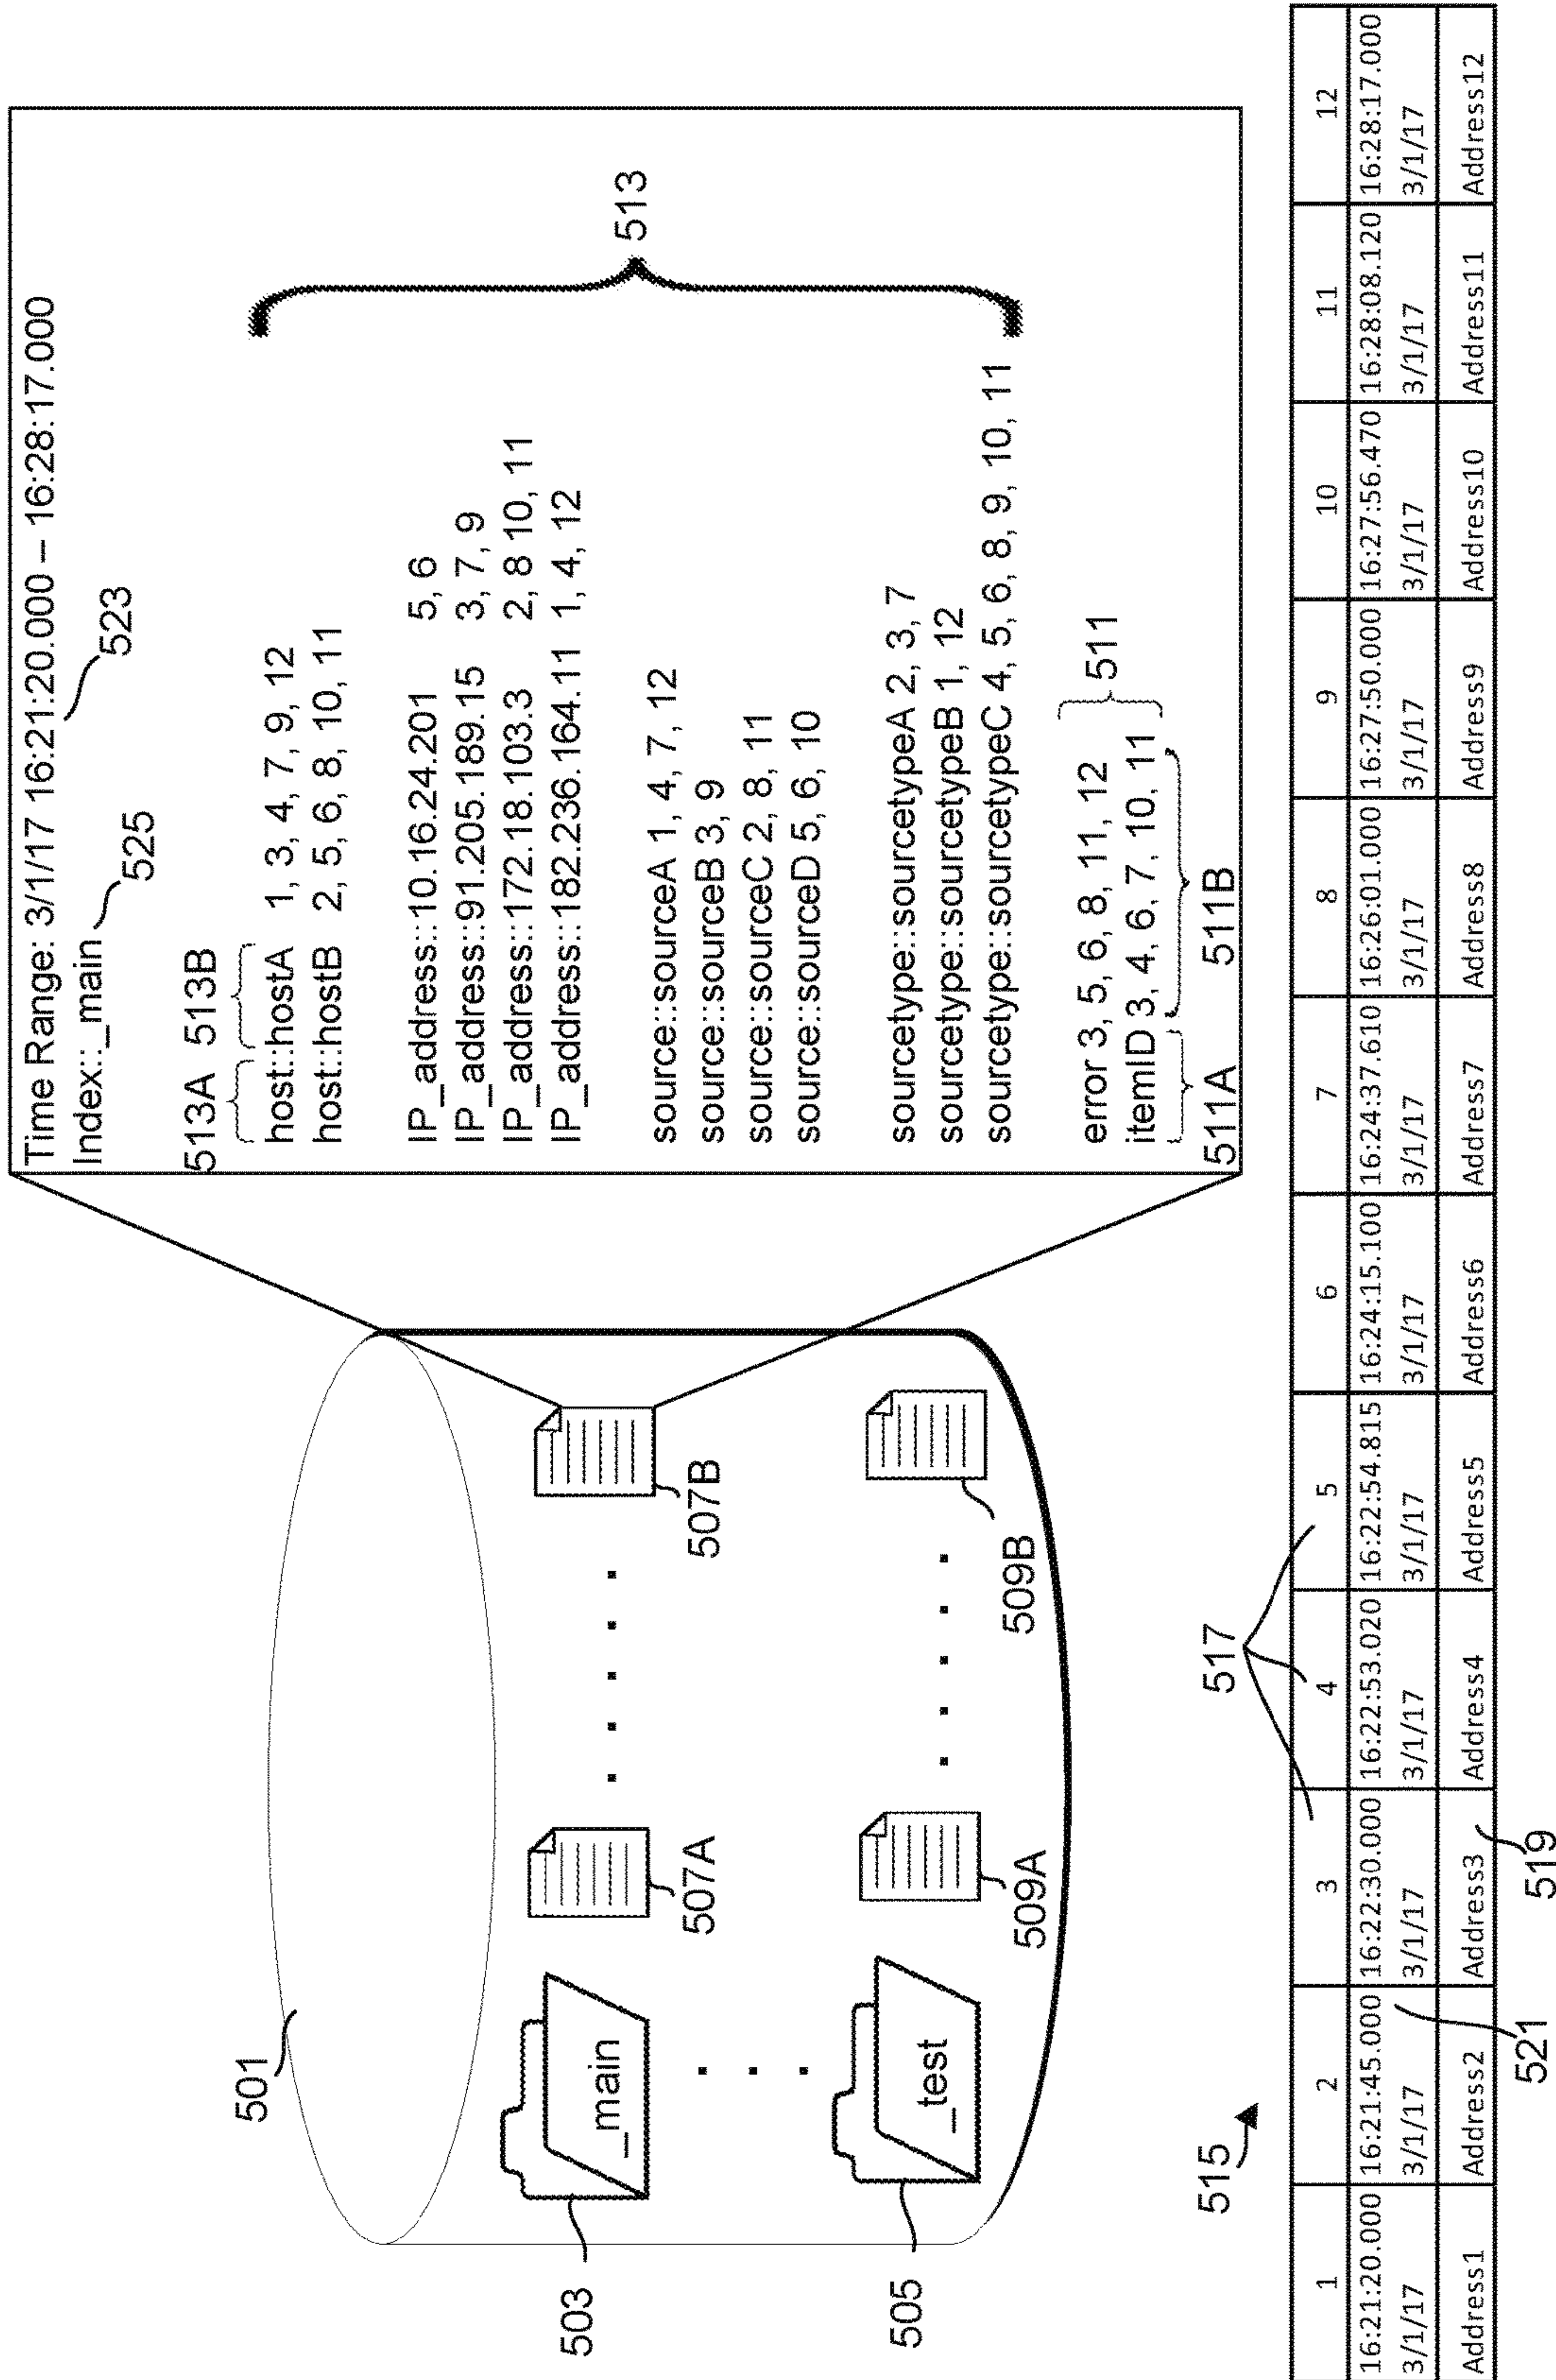 501
503
_main
507A
507B
505
_test
509A
509B
Time Range: 3/1/17 16:21:20.000 – 16:28:17.000
Index::_main
525
523
513A 513B
host::hostA 1, 3, 4, 7, 9, 12
host::hostB 2, 5, 6, 8, 10, 11
IP_address::10.16.24.201 5, 6
IP_address::91.205.189.15 3, 7, 9
IP_address::172.18.103.3 2, 8 10, 11
IP_address::182.236.164.11 1, 4, 12
source::sourceA 1, 4, 7, 12
source::sourceB 3, 9
source::sourceC 2, 8, 11
source::sourceD 5, 6, 10
sourcetype::sourcetypeA 2, 3, 7
sourcetype::sourcetypeB 1, 12
sourcetype::sourcetypeC 4, 5, 6, 8, 9, 10, 11
513
error 3, 5, 6, 8, 11, 12
itemID 3, 4, 6, 7, 10, 11
511
511A 511B
515
517
1 2 3 4 5 6 7 8 9 10 11 12
16:21:20.000 16:21:45.000 16:22:30.000 16:22:53.020 16:22:54.815 16:24:15.100 16:24:37.610 16:26:01.000 16:27:50.000 16:27:56.470 16:28:08.120 16:28:17.000
3/1/17 3/1/17 3/1/17 3/1/17 3/1/17 3/1/17 3/1/17 3/1/17 3/1/17 3/1/17 3/1/17 3/1/17
Address1 Address2 Address3 Address4 Address5 Address6 Address7 Address8 Address9 Address10 Address11 Address12
521
519